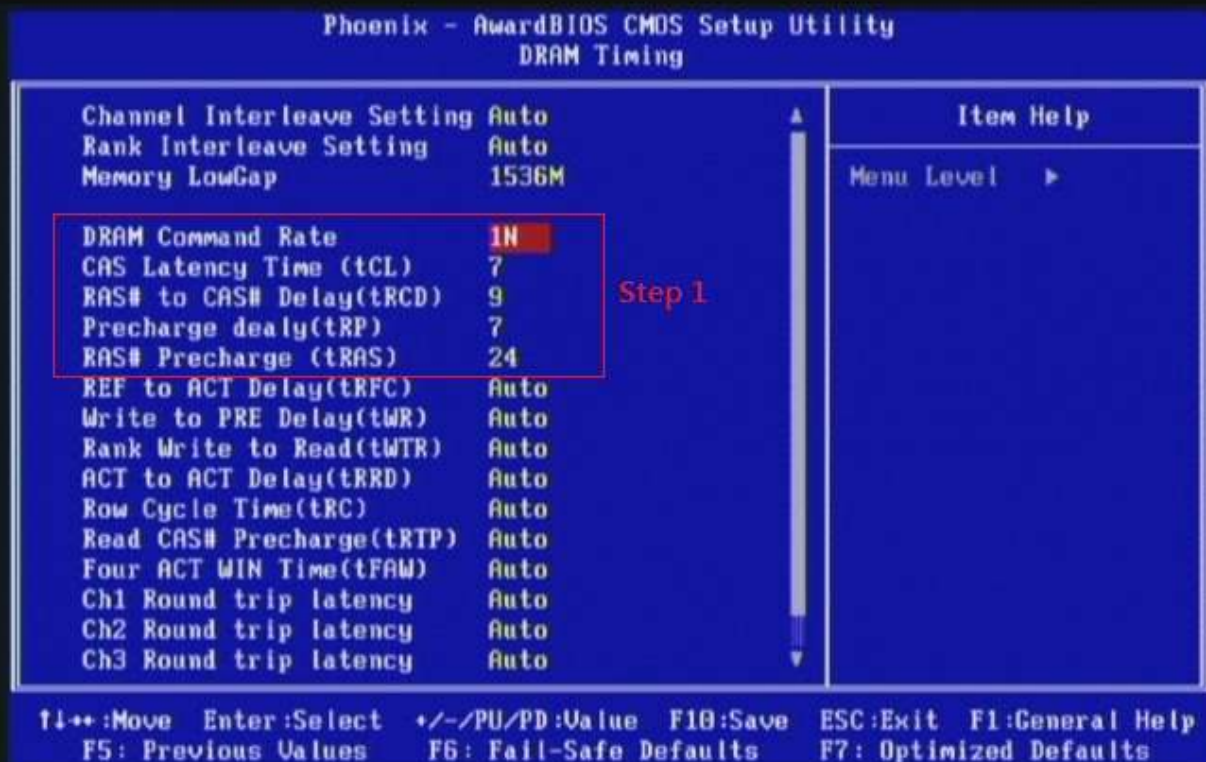 Phoenix - AwardBIOS CMOS Setup Utility
DRAM Timing
Channel Interleave Setting Auto
Rank Interleave Setting Auto
Memory LowGap 1536M
DRAM Command Rate 1N
CAS Latency Time (tCL) 7
RAS# to CAS# Delay(tRCD) 9
Precharge dealy(tRP) 7
RAS# Precharge (tRAS) 24
Step 1
REF to ACT Delay(tRFC) Auto
Write to PRE Delay(tWR) Auto
Rank Write to Read(tWTR) Auto
ACT to ACT Delay(tRRD) Auto
Row Cycle Time(tRC) Auto
Read CAS# Precharge(tRTP) Auto
Four ACT WIN Time(tFAW) Auto
Ch1 Round trip latency Auto
Ch2 Round trip latency Auto
Ch3 Round trip latency Auto
Item Help
Menu Level ▶
↑↓→←:Move Enter:Select +/-/PU/PD:Value F10:Save ESC:Exit F1:General Help
F5: Previous Values F6: Fail-Safe Defaults F7: Optimized Defaults